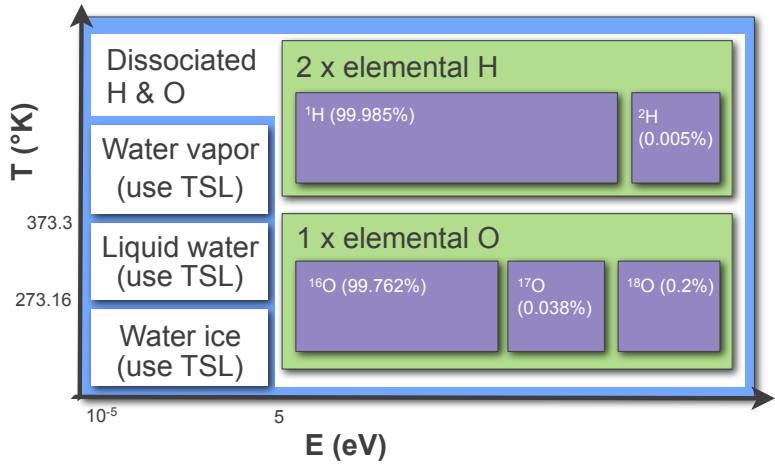 Dissociated
H & O
2 x elemental H
¹H (99.985%)
²H
(0.005%)
Water vapor
(use TSL)
T (°K)
373.3
1 x elemental O
Liquid water
(use TSL)
¹⁶O (99.762%)
¹⁷O
(0.038%)
¹⁸O (0.2%)
273.16
Water ice
(use TSL)
10⁻⁵
5
E (eV)